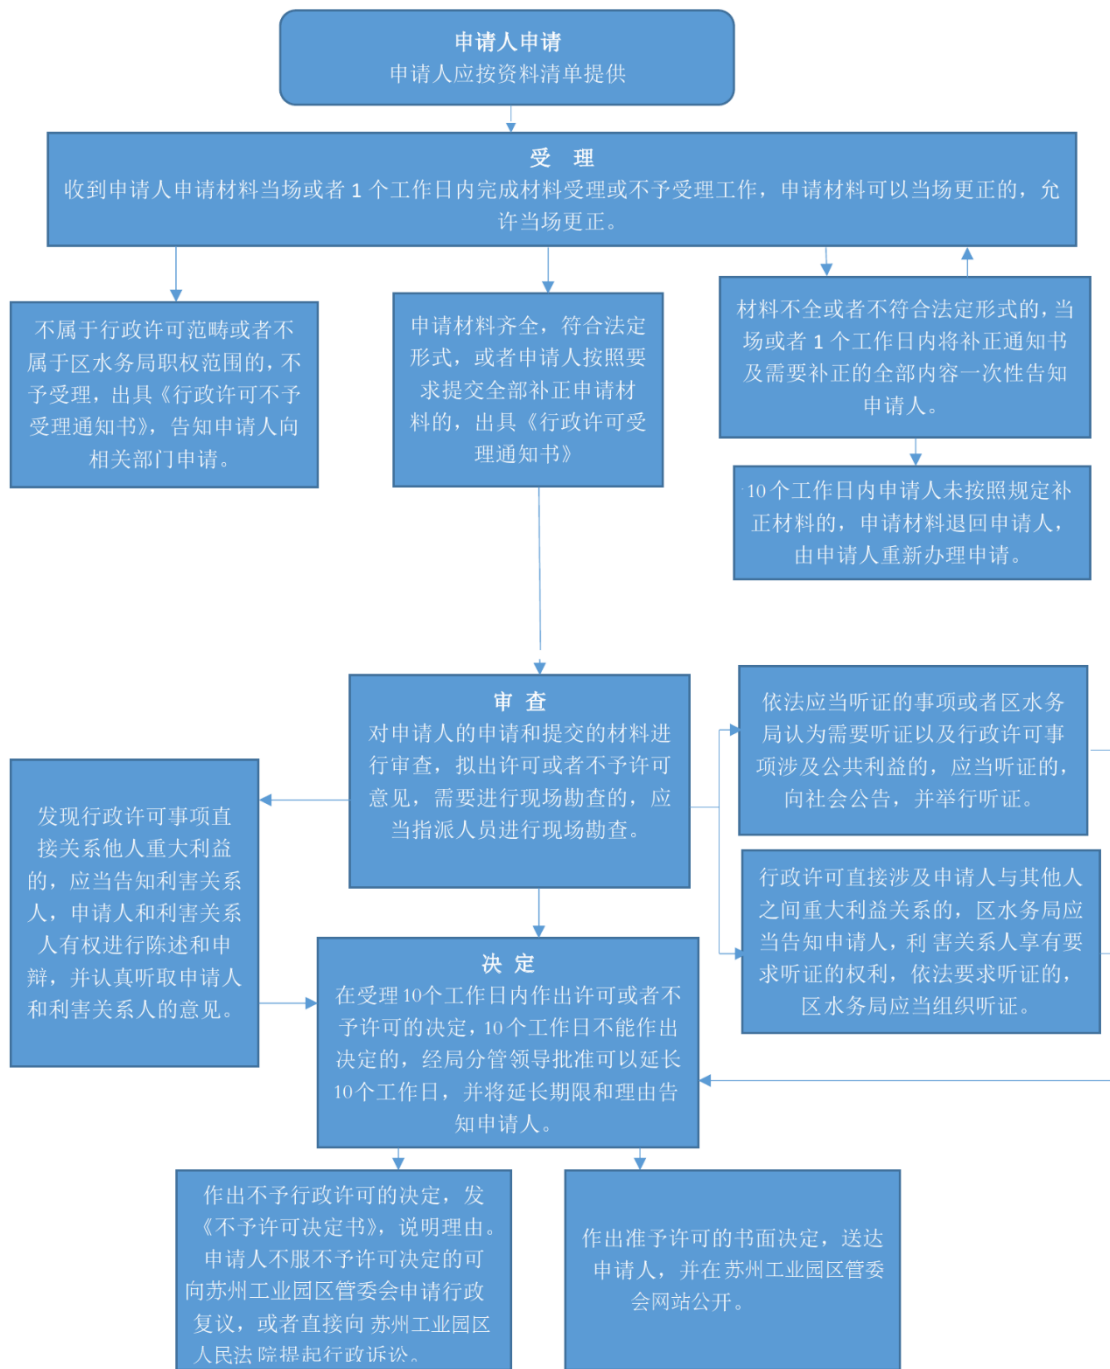 申请人申请
申请人应按资料清单提供
受 理
收到申请人申请材料当场或者 1 个工作日内完成材料受理或不予受理工作，申请材料可以当场更正的，允
许当场更正。
不属于行政许可范畴或者不
属于区水务局职权范围的，不
予受理，出具《行政许可不予
受理通知书》，告知申请人向
相关部门申请。
申请材料齐全，符合法定
形式，或者申请人按照要
求提交全部补正申请材
料的，出具《行政许可受
理通知书》
材料不全或者不符合法定形式的，当
场或者 1 个工作日内将补正通知书
及需要补正的全部内容一次性告知
申请人。
10 个工作日内申请人未按照规定补
正材料的，申请材料退回申请人，
由申请人重新办理申请。
审 查
对申请人的申请和提交的材料进
行审查，拟出许可或者不予许可
意见，需要进行现场勘查的，应
当指派人员进行现场勘查。
依法应当听证的事项或者区水务
局认为需要听证以及行政许可事
项涉及公共利益的，应当听证的，
向社会公告，并举行听证。
发现行政许可事项直
接关系他人重大利益
的，应当告知利害关系
人，申请人和利害关系
人有权进行陈述和申
辩，并认真听取申请人
和利害关系人的意见。
行政许可直接涉及申请人与其他人
之间重大利益关系的，区水务局应
当告知申请人，利 害关系人享有要
求听证的权利，依法要求听证的，
区水务局应当组织听证。
决 定
在受理 10个工作日内作出许可或者不
予许可的决定，10 个工作日不能作出
决定的，经局分管领导批准可以延长
10个工作日，并将延长期限和理由告
知申请人。
作出不予行政许可的决定，发
《不予许可决定书》，说明理由。
申请人不服不予许可决定的可
向苏州工业园区管委会申请行政
复议，或者直接向 苏州工业园区
人民法 院提起行政诉讼。
作出准予许可的书面决定，送达
申请人，并在苏州工业园区管委
会网站公开。